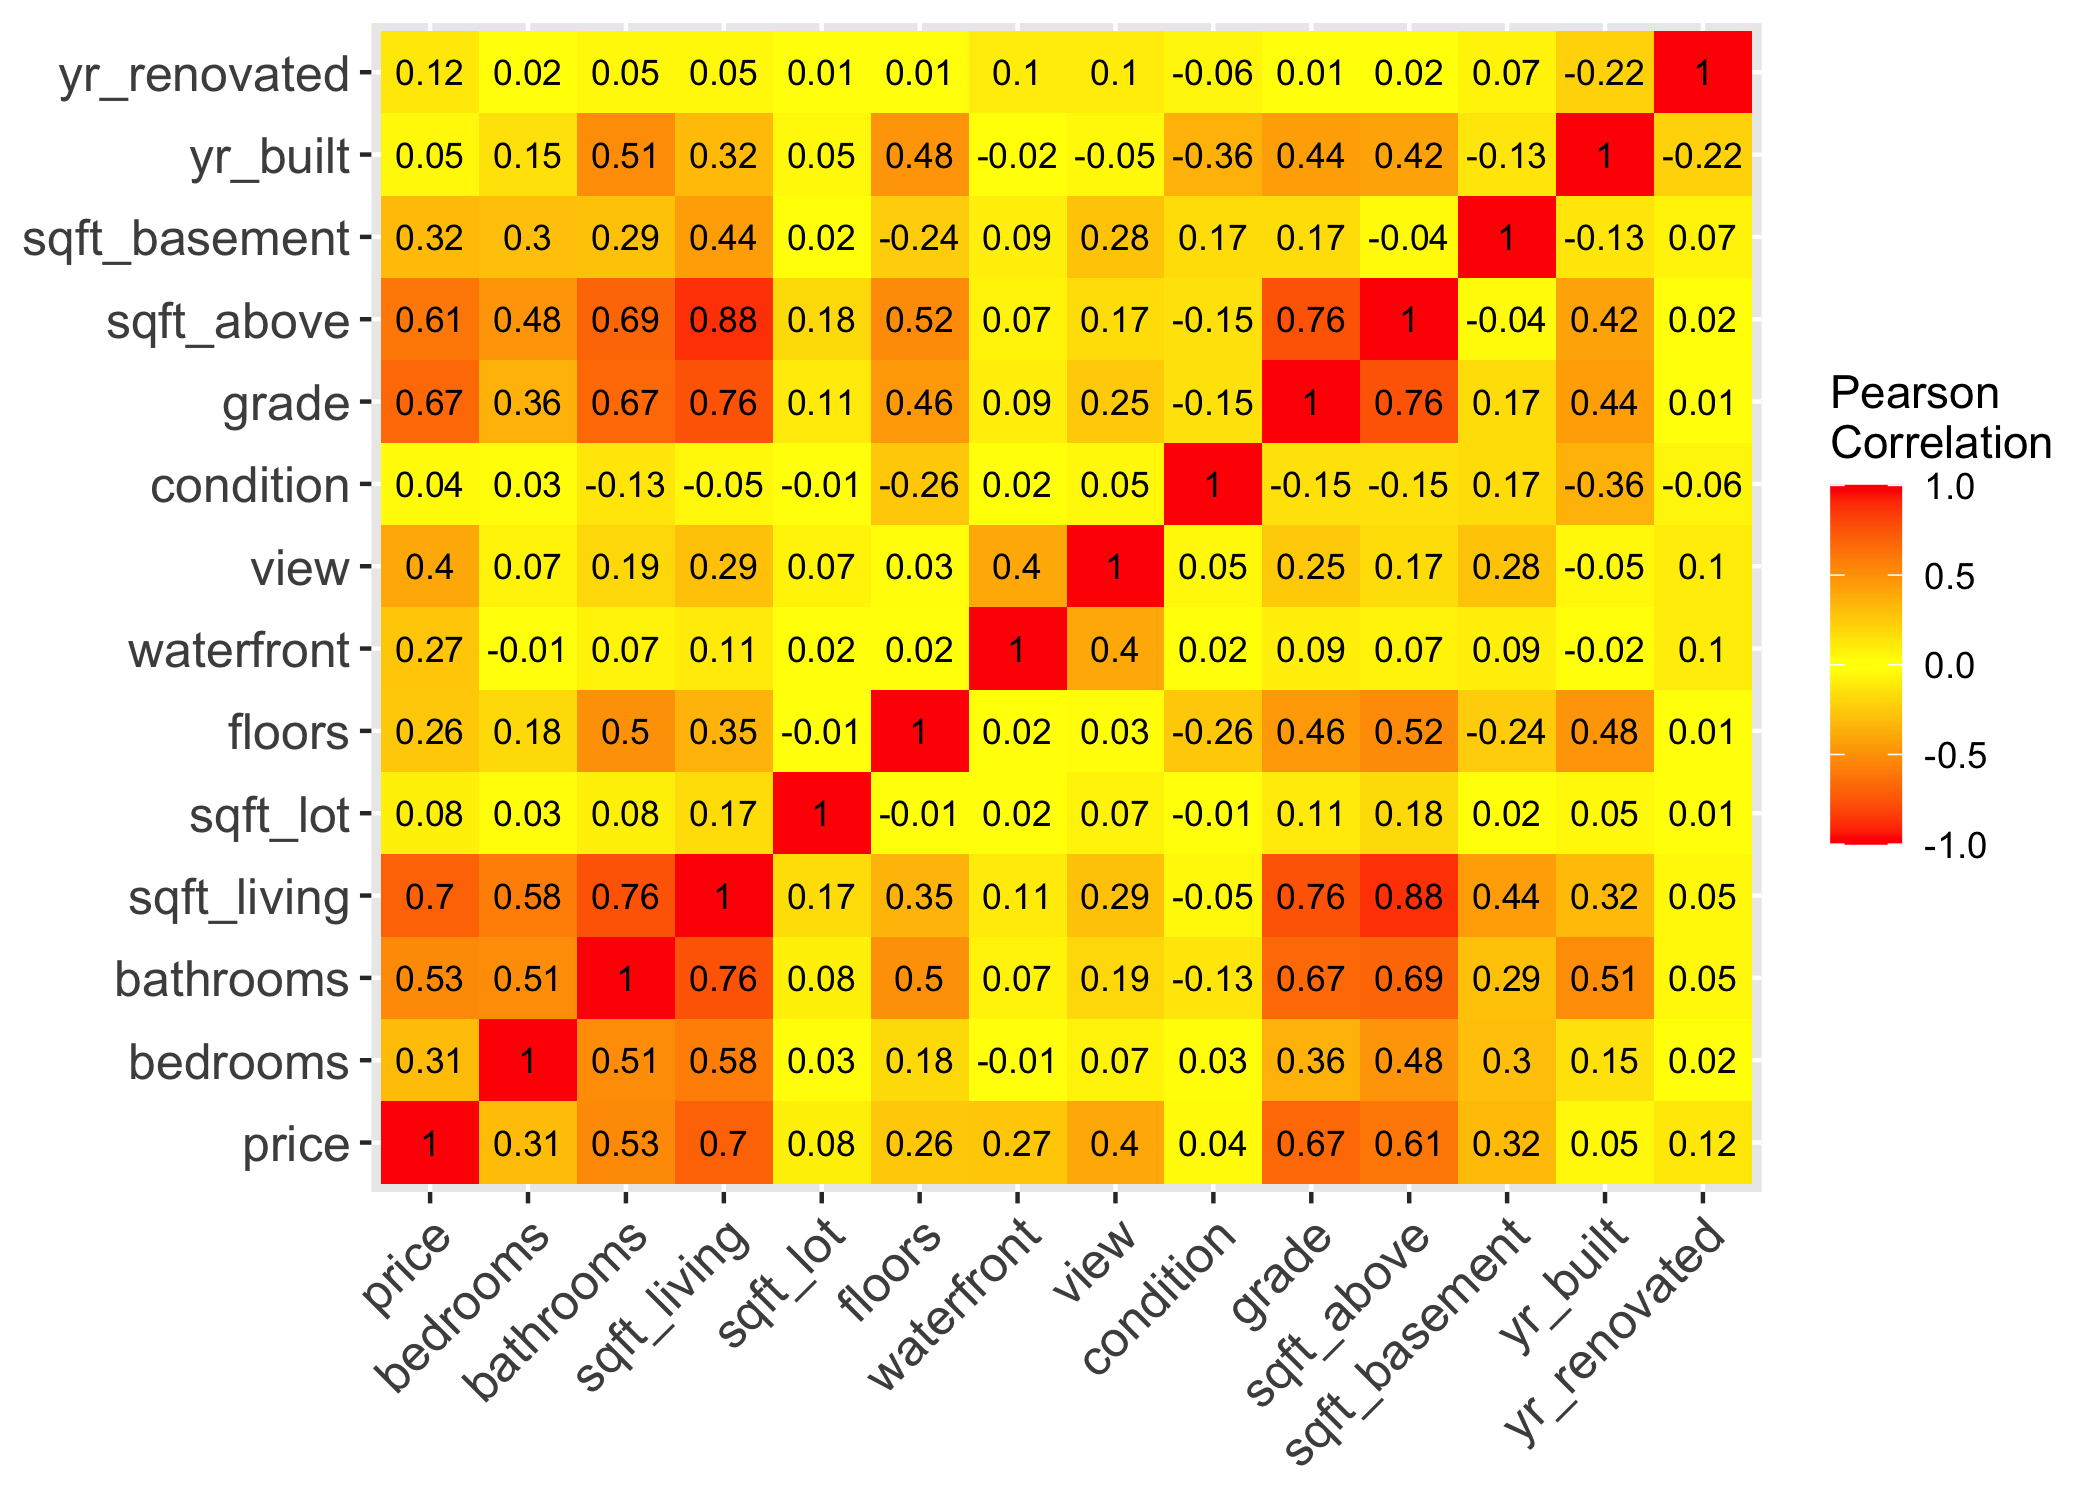 yr_renovated 0.12 0.02 0.05 0.05 0.01 0.01 0.1 0.1 -0.06 0.01 0.02 0.07 -0.22 1
yr_built 0.05 0.15 0.51 0.32 0.05 0.48 -0.02 -0.05 -0.36 0.44 0.42 -0.13 1 -0.22
sqft_basement 0.32 0.3 0.29 0.44 0.02 -0.24 0.09 0.28 0.17 0.17 -0.04 1 -0.13 0.07
sqft_above 0.61 0.48 0.69 0.88 0.18 0.52 0.07 0.17 -0.15 0.76 1 -0.04 0.42 0.02
grade 0.67 0.36 0.67 0.76 0.11 0.46 0.09 0.25 -0.15 1 0.76 0.17 0.44 0.01
condition 0.04 0.03 -0.13 -0.05 -0.01 -0.26 0.02 0.05 1 -0.15 -0.15 0.17 -0.36 -0.06
view 0.4 0.07 0.19 0.29 0.07 0.03 0.4 1 0.05 0.25 0.17 0.28 -0.05 0.1
waterfront 0.27 -0.01 0.07 0.11 0.02 0.02 1 0.4 0.02 0.09 0.07 0.09 -0.02 0.1
floors 0.26 0.18 0.5 0.35 -0.01 1 0.02 0.03 -0.26 0.46 0.52 -0.24 0.48 0.01
sqft_lot 0.08 0.03 0.08 0.17 1 -0.01 0.02 0.07 -0.01 0.11 0.18 0.02 0.05 0.01
sqft_living 0.7 0.58 0.76 1 0.17 0.35 0.11 0.29 -0.05 0.76 0.88 0.44 0.32 0.05
bathrooms 0.53 0.51 1 0.76 0.08 0.5 0.07 0.19 -0.13 0.67 0.69 0.29 0.51 0.05
bedrooms 0.31 1 0.51 0.58 0.03 0.18 -0.01 0.07 0.03 0.36 0.48 0.3 0.15 0.02
price 1 0.31 0.53 0.7 0.08 0.26 0.27 0.4 0.04 0.67 0.61 0.32 0.05 0.12
price
bedrooms
bathrooms
sqft_living
sqft_lot
floors
waterfront
view
condition
grade
sqft_above
sqft_basement
yr_built
yr_renovated
Pearson
Correlation
1.0
0.5
0.0
-0.5
-1.0